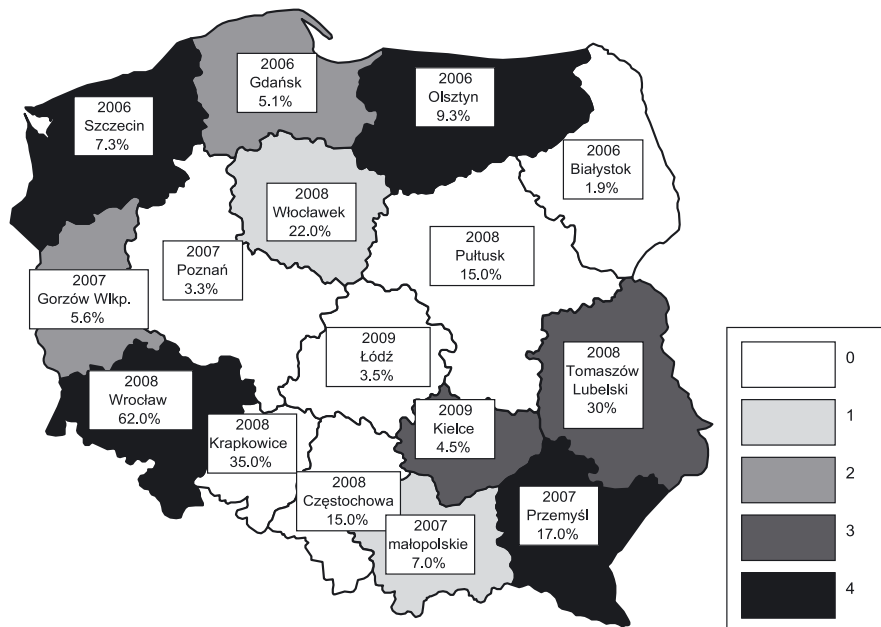 2006
Gdańsk
5.1%
2006
Szczecin
7.3%
2006
Olsztyn
9.3%
2006
Białystok
1.9%
2008
Włocławek
22.0%
2007
Poznań
3.3%
2008
Pułtusk
15.0%
2007
Gorzów Wlkp.
5.6%
2009
Łódź
3.5%
2008
Tomaszów
Lubelski
30%
2008
Wrocław
62.0%
2009
Kielce
4.5%
2008
Krapkowice
35.0%
2008
Częstochowa
15.0%
2007
Przemyśl
17.0%
2007
małopolskie
7.0%
0
1
2
3
4